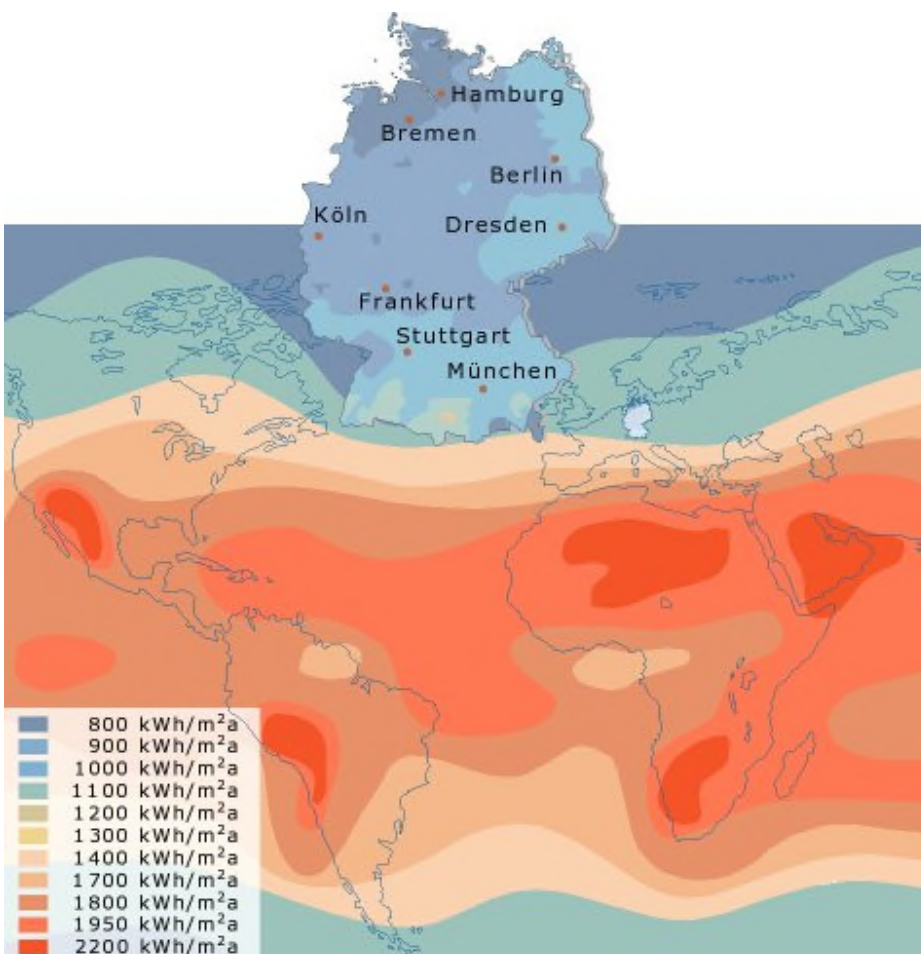 Hamburg
Bremen
Berlin
Köln
Dresden
Frankfurt
Stuttgart
München
800 kWh/m²a
900 kWh/m²a
1000 kWh/m²a
1100 kWh/m²a
1200 kWh/m²a
1300 kWh/m²a
1400 kWh/m²a
1700 kWh/m²a
1800 kWh/m²a
1950 kWh/m²a
2200 kWh/m²a